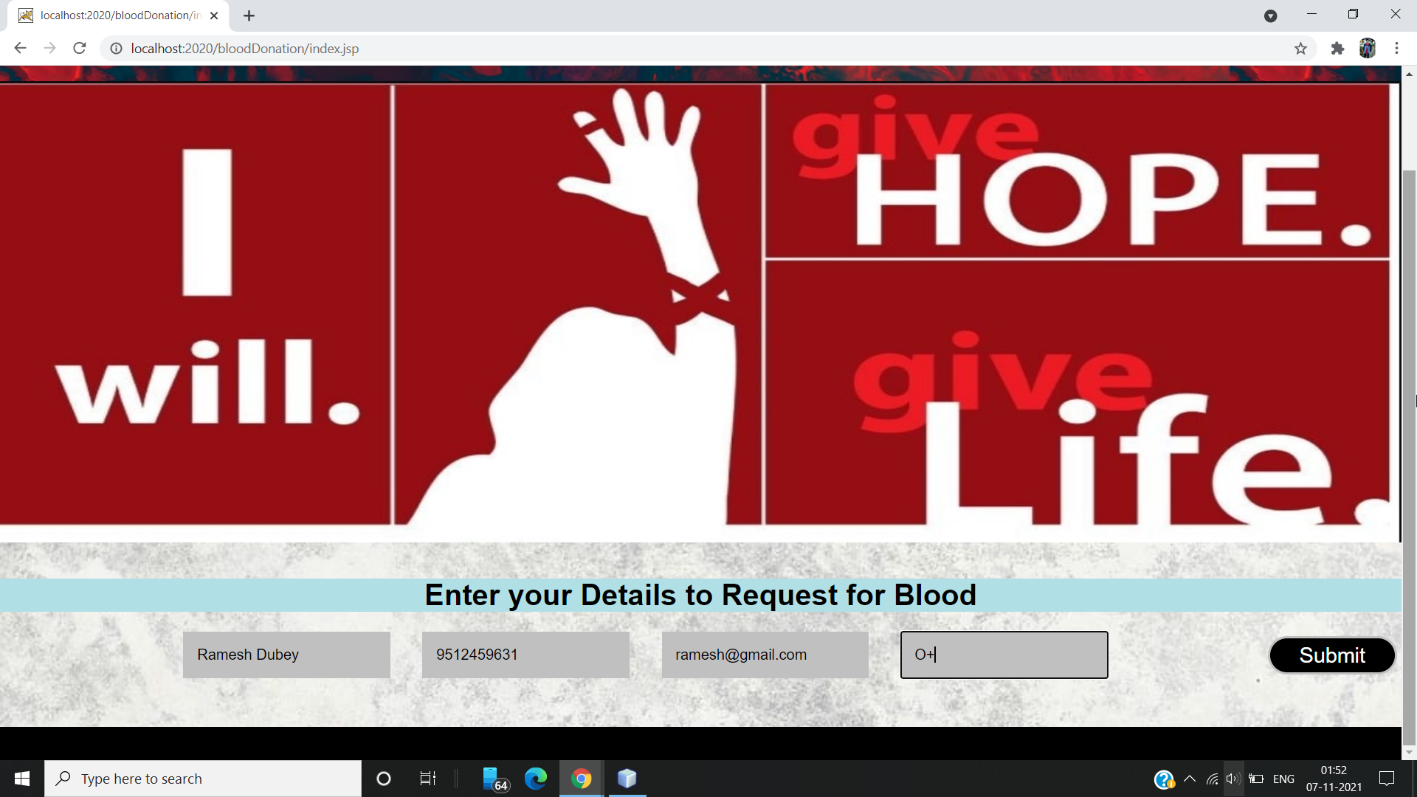 localhost:2020/bloodDonation/in
localhost:2020/bloodDonation/index.jsp
I
will.
give
HOPE.
give
Life.
Enter your Details to Request for Blood
Ramesh Dubey
9512459631
ramesh@gmail.com
O+
Submit
Type here to search
64
ENG
01:52
07-11-2021